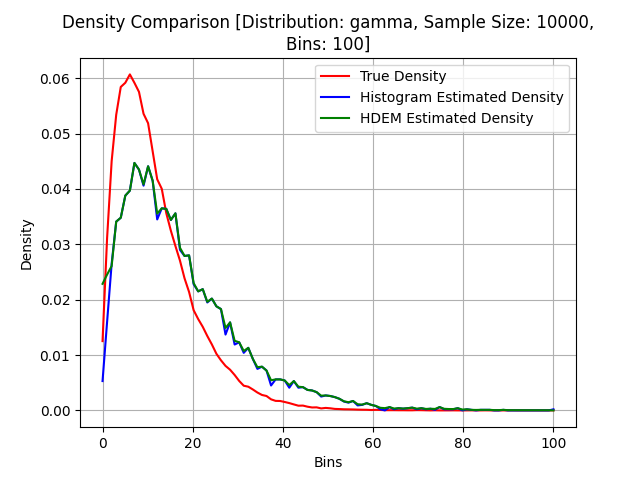 Density Comparison [Distribution: gamma, Sample Size: 10000,
Bins: 100]
True Density
Histogram Estimated Density
HDEM Estimated Density
Density
0.06
0.05
0.04
0.03
0.02
0.01
0.00
0 20 40 60 80 100
Bins